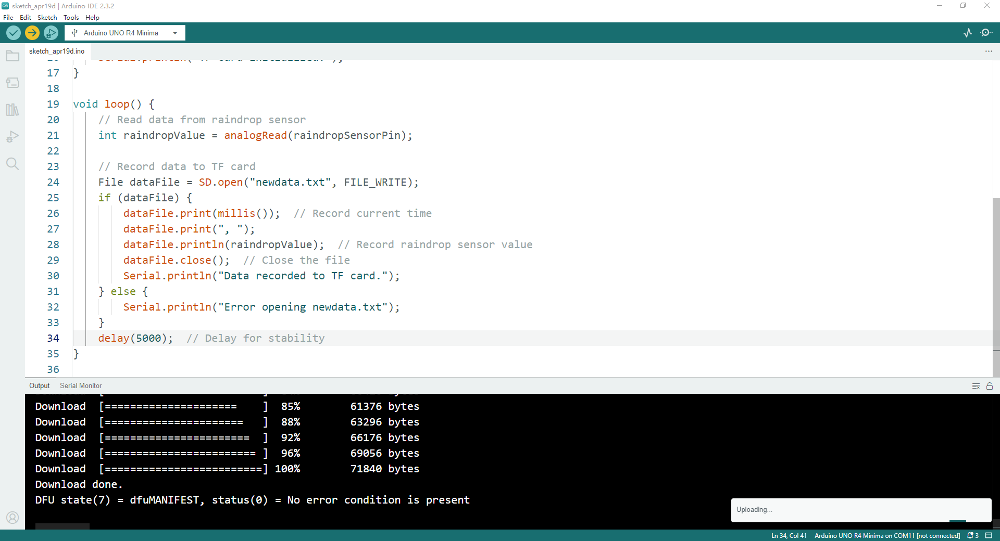 sketch_apr19d | Arduino IDE 2.3.2
File Edit Sketch Tools Help
Arduino UNO R4 Minima
sketch_apr19d.ino
17 }
18
19 void loop() {
20 // Read data from raindrop sensor
21 int raindropValue = analogRead(raindropSensorPin);
22
23 // Record data to TF card
24 File dataFile = SD.open("newdata.txt", FILE_WRITE);
25 if (dataFile) {
26 dataFile.print(millis()); // Record current time
27 dataFile.print(", ");
28 dataFile.println(raindropValue); // Record raindrop sensor value
29 dataFile.close(); // Close the file
30 Serial.println("Data recorded to TF card.");
31 } else {
32 Serial.println("Error opening newdata.txt");
33 }
34 delay(5000); // Delay for stability
35 }
36
Output Serial Monitor
Download [===================== ] 85% 61376 bytes
Download [====================== ] 88% 63296 bytes
Download [======================= ] 92% 66176 bytes
Download [======================== ] 96% 69056 bytes
Download [=========================] 100% 71840 bytes
Download done.
DFU state(7) = dfuMANIFEST, status(0) = No error condition is present
Uploading...
Ln 34, Col 41 Arduino UNO R4 Minima on COM11 [not connected] 3